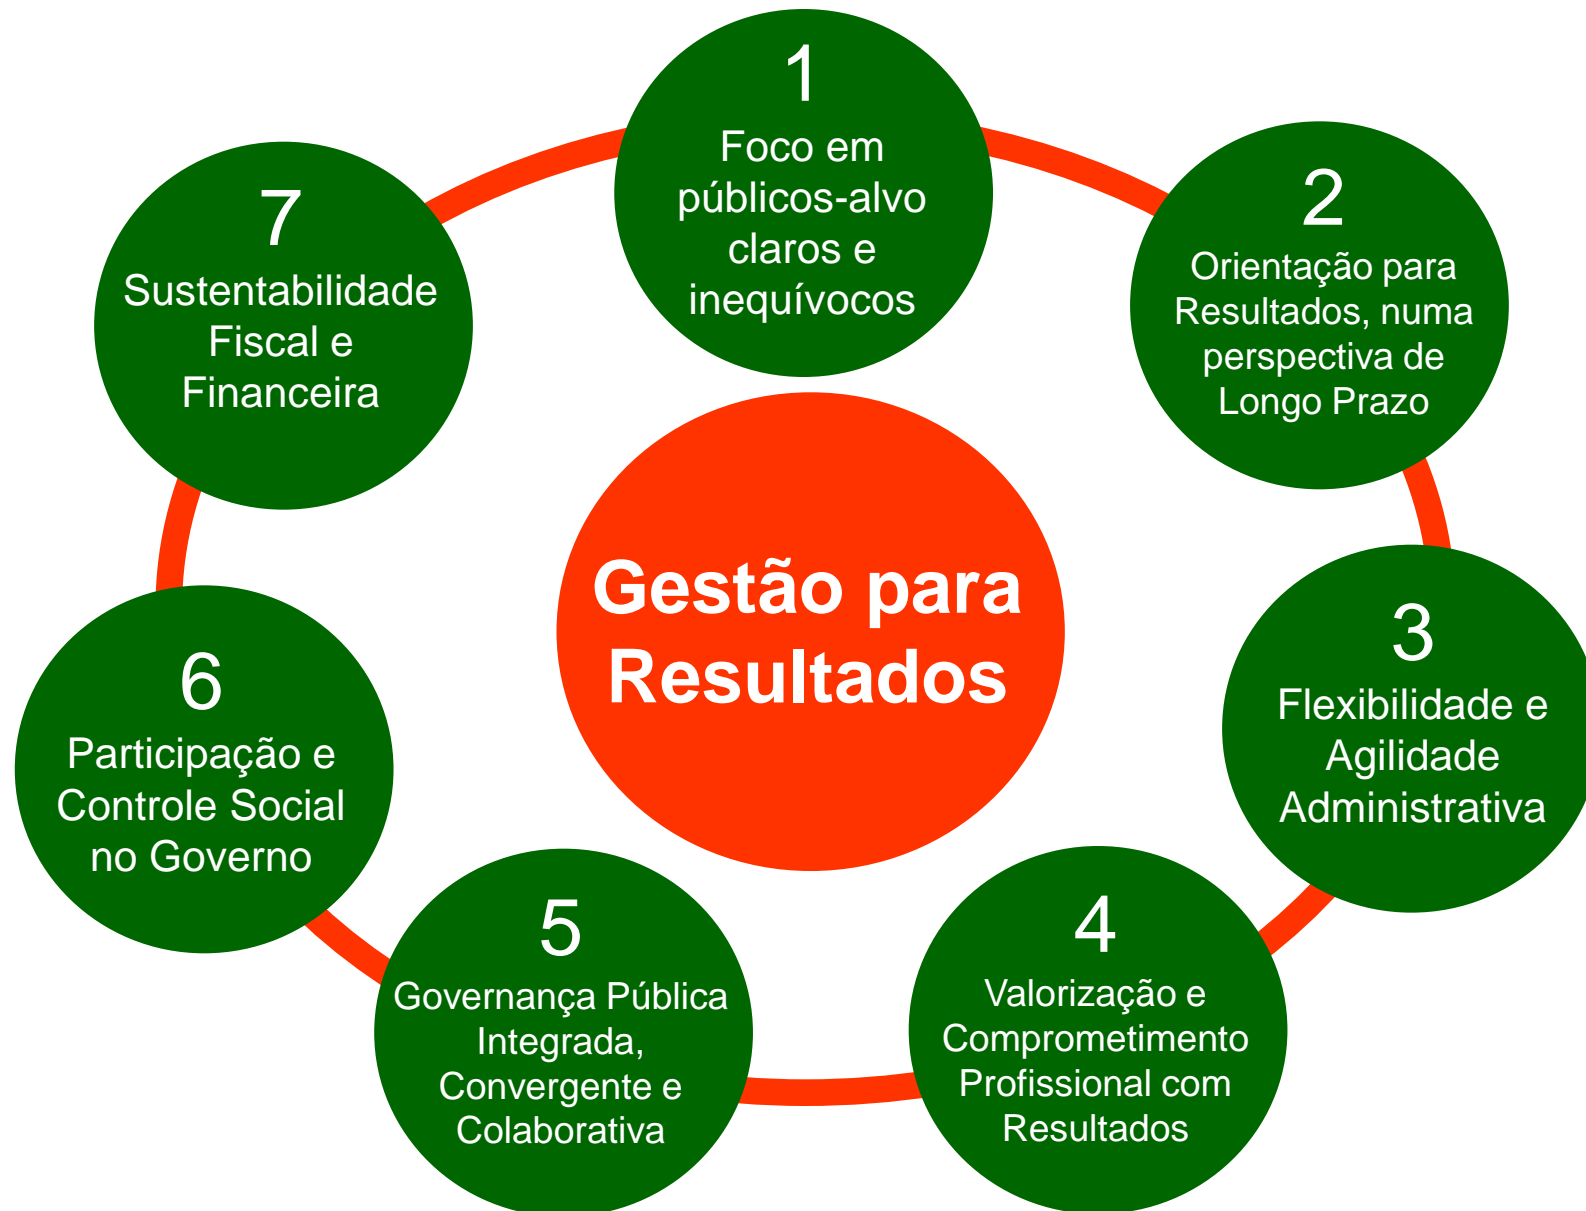 1
Foco em
públicos-alvo
claros e
inequívocos
2
Orientação para
Resultados, numa
perspectiva de
Longo Prazo
3
Flexibilidade e
Agilidade
Administrativa
4
Valorização e
Comprometimento
Profissional com
Resultados
5
Governança Pública
Integrada,
Convergente e
Colaborativa
6
Participação e
Controle Social
no Governo
7
Sustentabilidade
Fiscal e
Financeira
Gestão para
Resultados